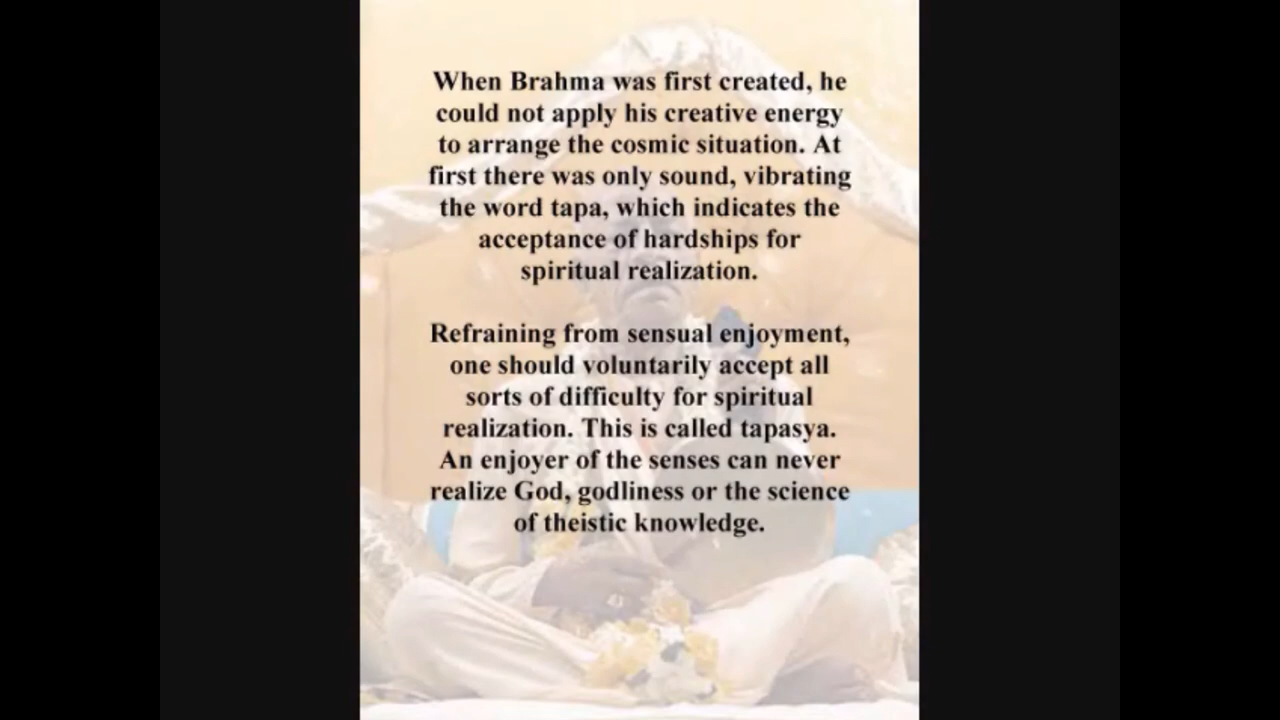 When Brahma was first created, he
could not apply his creative energy
to arrange the cosmic situation. At
first there was only sound, vibrating
the word tapa, which indicates the
acceptance of hardships for
spiritual realization.
Refraining from sensual enjoyment,
one should voluntarily accept all
sorts of difficulty for spiritual
realization. This is called tapasya.
An enjoyer of the senses can never
realize God, godliness or the science
of theistic knowledge.